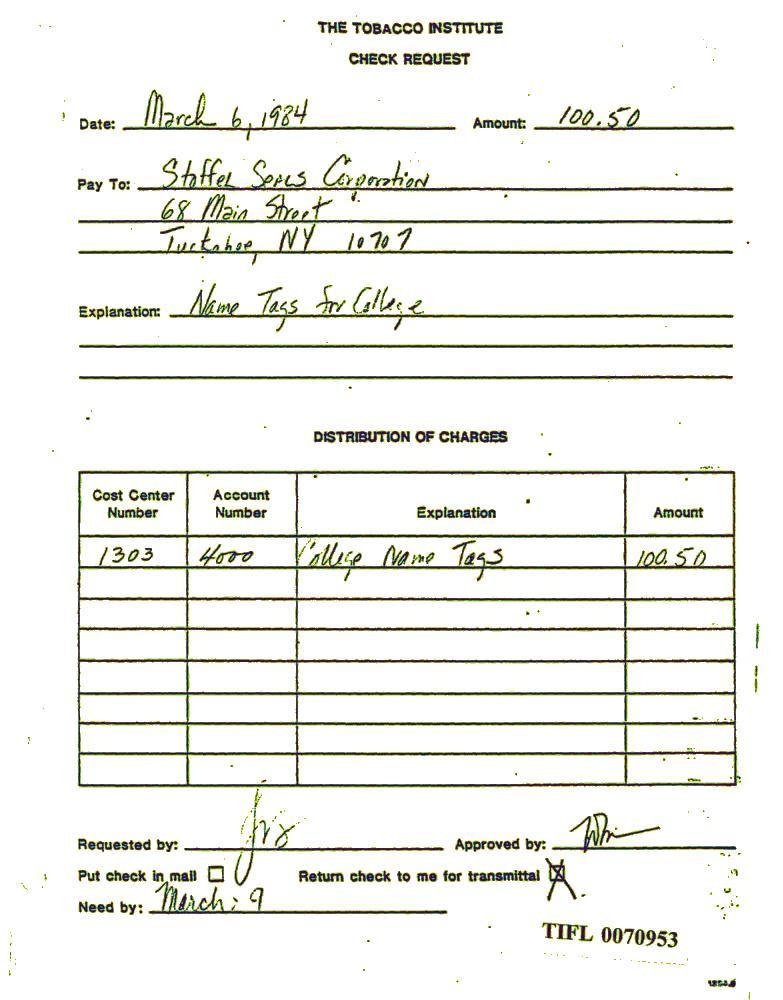 THE TOBACCO INSTITUTE
CHECK REQUEST
Date: March 6, 1984 Amount: 100.50
Pay To: Stoffel Seals Corporation
68 Main Street
Tuckahoe, NY 10707
Explanation: Name Tags for College
DISTRIBUTION OF CHARGES
Cost Center Number Account Number Explanation Amount
1303 4000 College Name Tags 100.50
Requested by: Approved by:
Put check in mail Return check to me for transmittal
Need by: March 9
TIFL 0070953